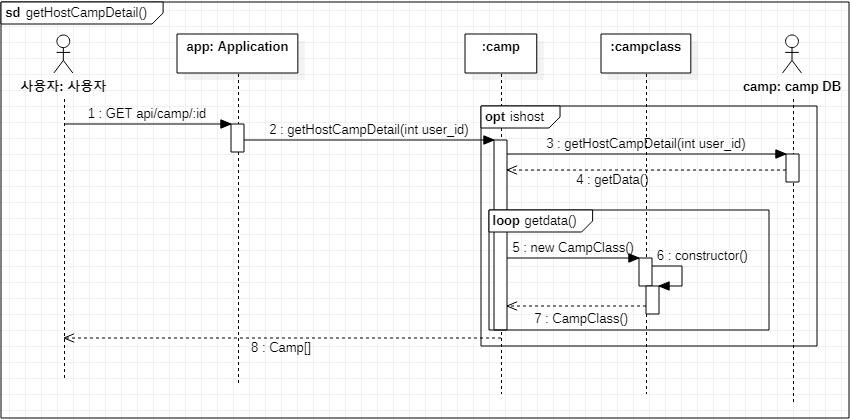 sd getHostCampDetail()
사용자: 사용자
app: Application
:camp
:campclass
camp: camp DB
1 : GET api/camp/:id
opt ishost
2 : getHostCampDetail(int user_id)
3 : getHostCampDetail(int user_id)
4 : getData()
loop getdata()
5 : new CampClass()
6 : constructor()
7 : CampClass()
8 : Camp[]